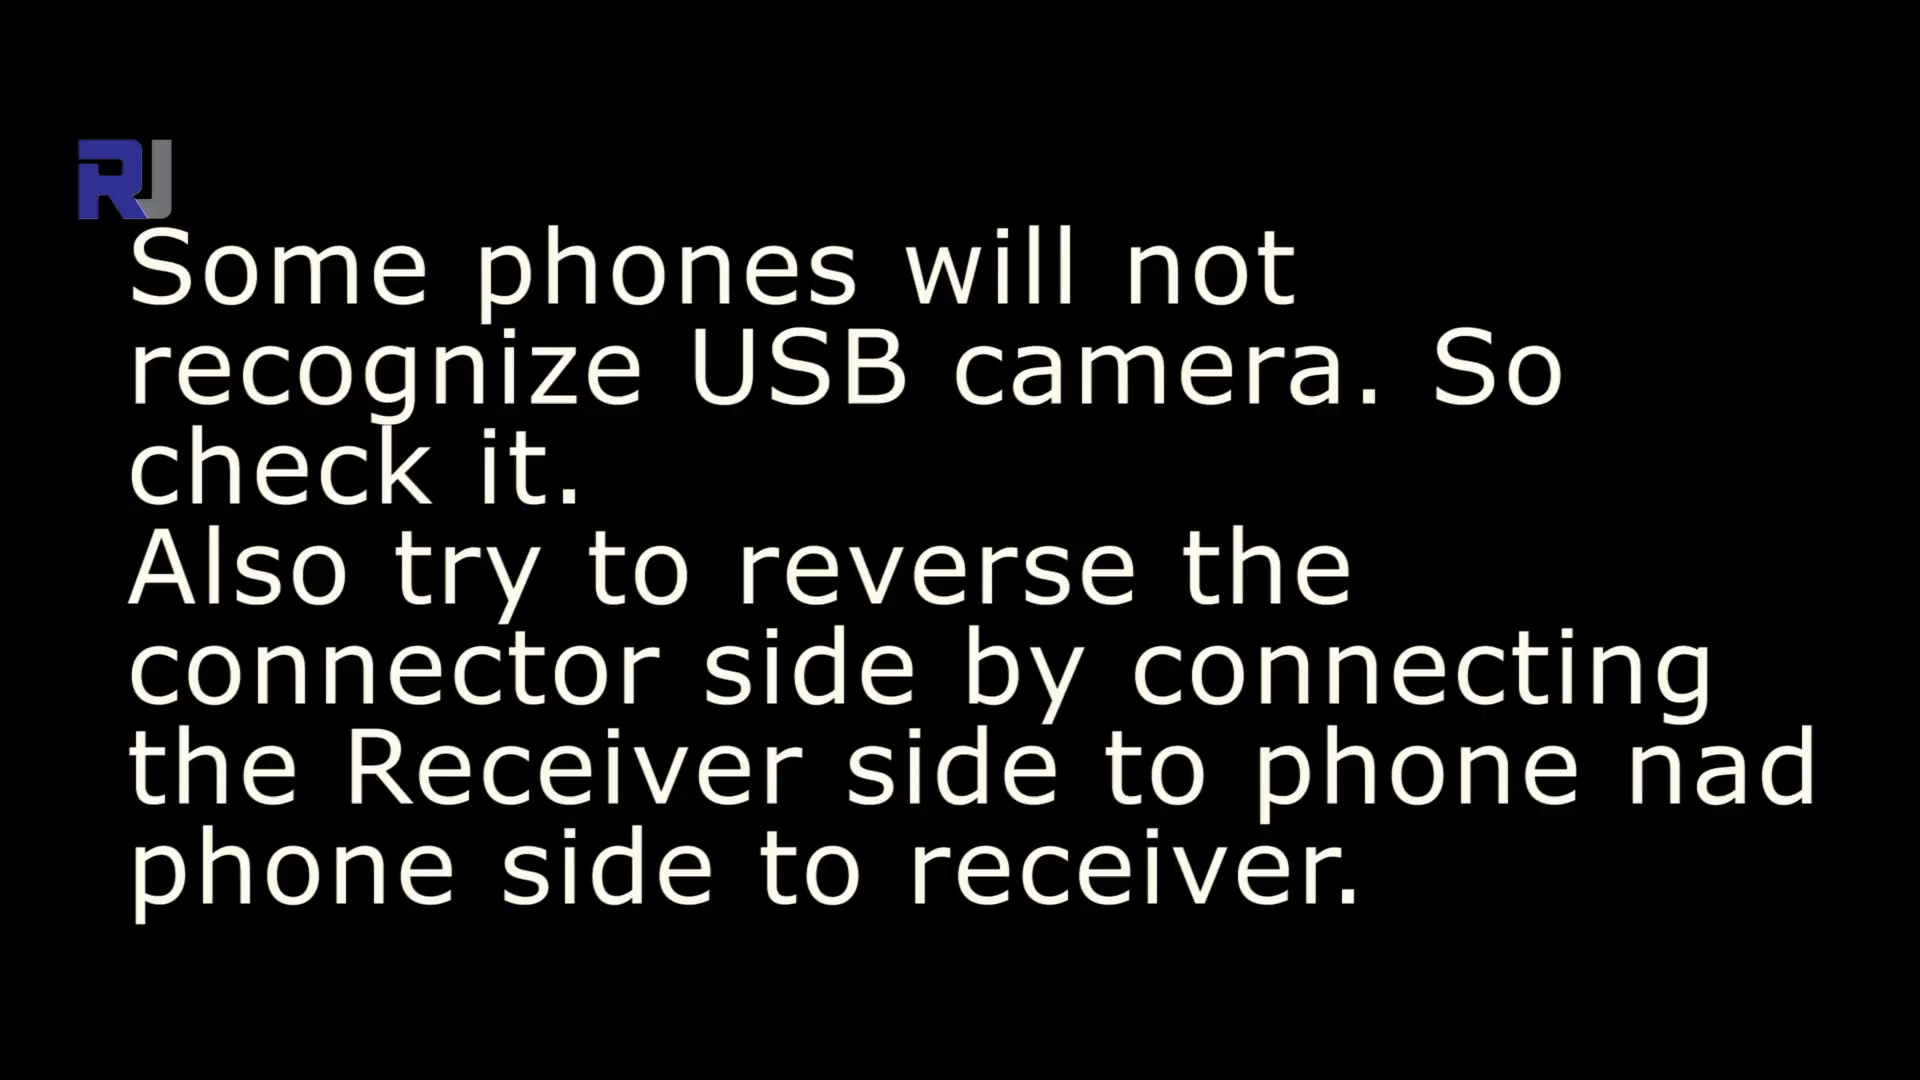 RJ
Some phones will not
recognize USB camera. So
check it.
Also try to reverse the
connector side by connecting
the Receiver side to phone nad
phone side to receiver.